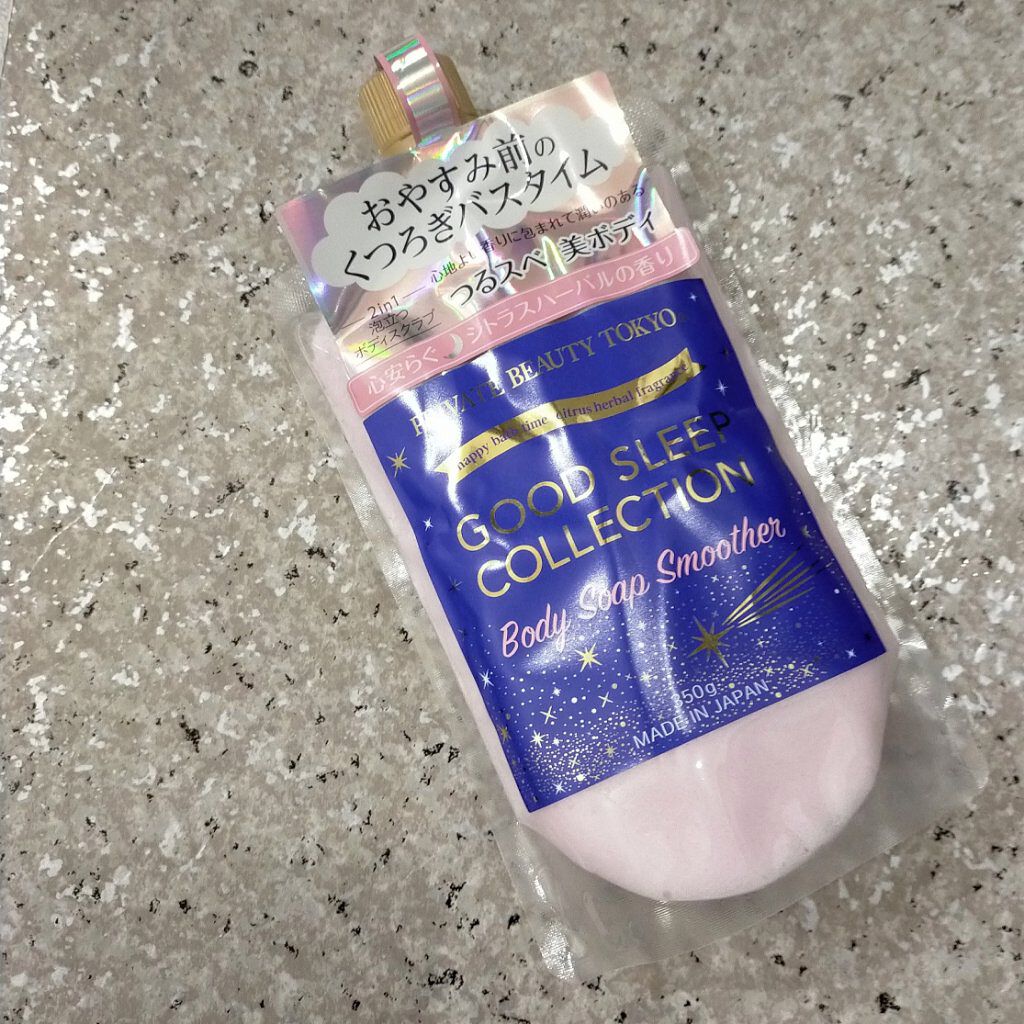 おやすみ前の
くつろぎバスタイム
心地よい香りに包まれて潤いのある
つるスベ美ボディ
2in1
泡立つ
ボディスクラブ
心安らぐ シトラスハーバルの香り
PRIVATE BEAUTY TOKYO
happy bath time citrus herbal fragrance
GOOD SLEEP
COLLECTION
Body Soap Smoother
350g
MADE IN JAPAN